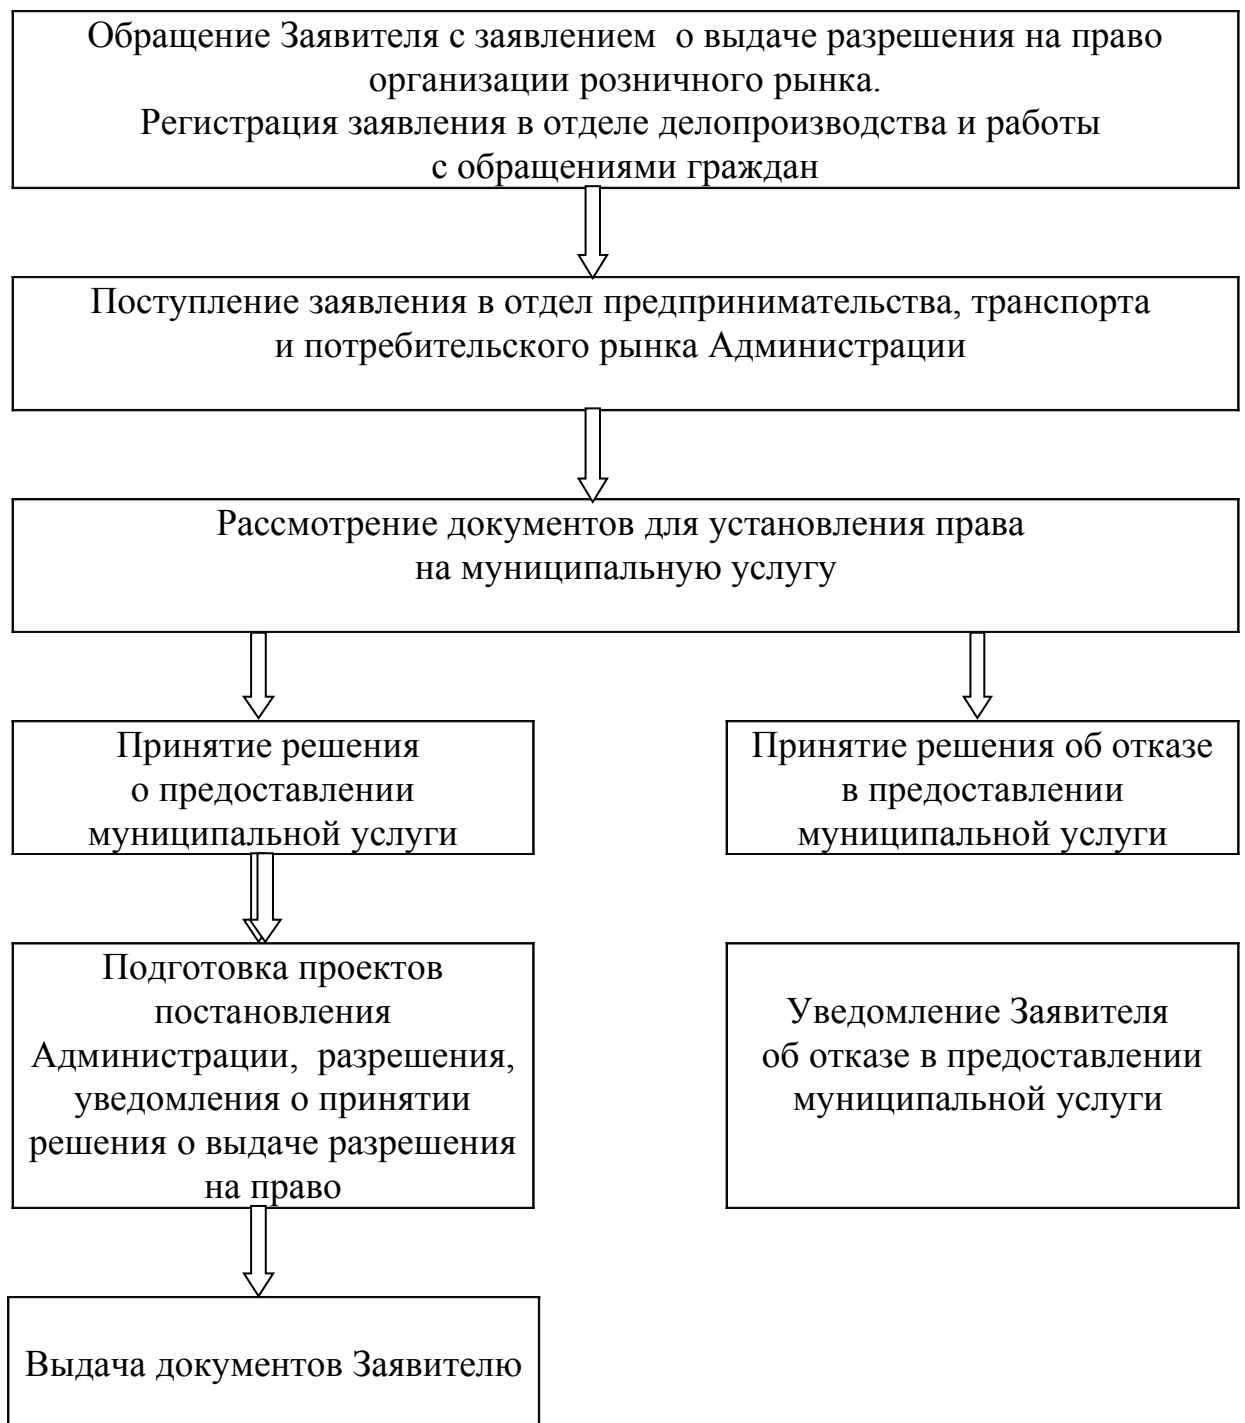 Обращение Заявителя с заявлением  о выдаче разрешения на право
организации розничного рынка.
Регистрация заявления в отделе делопроизводства и работы
с обращениями граждан
Поступление заявления в отдел предпринимательства, транспорта
и потребительского рынка Администрации
Рассмотрение документов для установления права
на муниципальную услугу
Принятие решения
о предоставлении
муниципальной услуги
Принятие решения об отказе
в предоставлении
муниципальной услуги
Подготовка проектов
постановления
Администрации,  разрешения,
уведомления о принятии
решения о выдаче разрешения
на право
Уведомление Заявителя
об отказе в предоставлении
муниципальной услуги
Выдача документов Заявителю